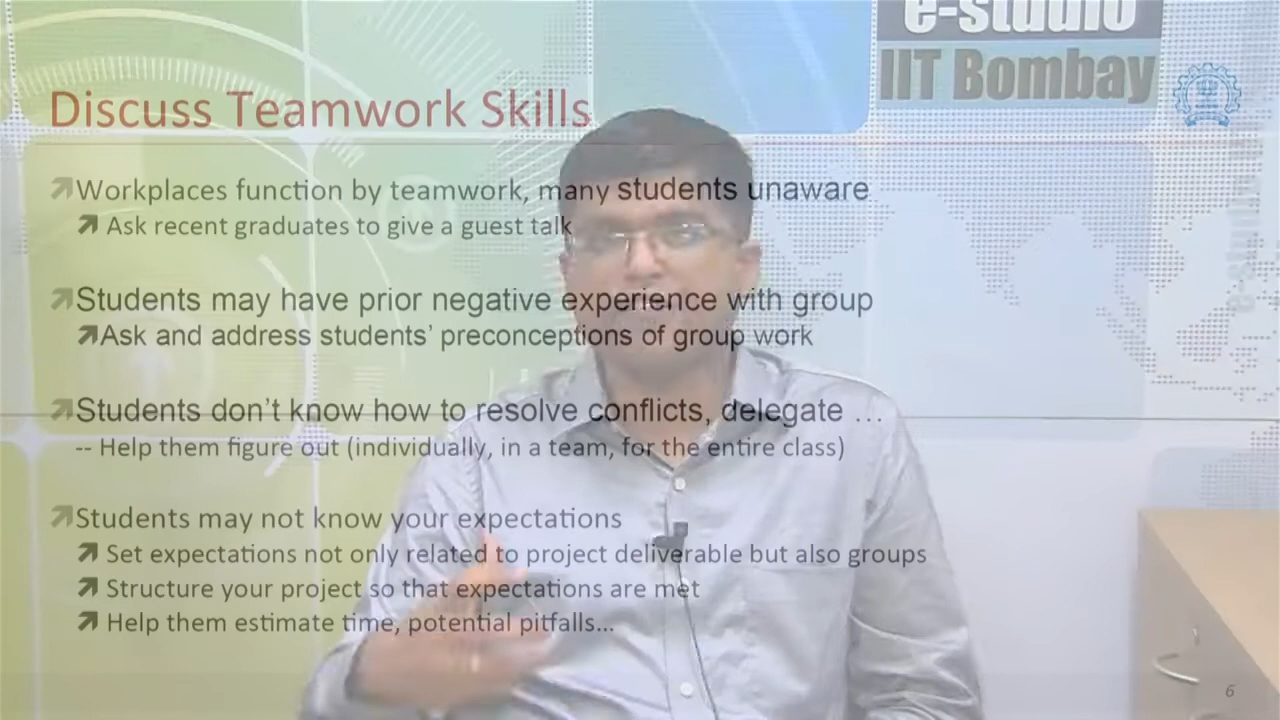 e-studio
IIT Bombay
Discuss Teamwork Skills
Workplaces function by teamwork, many students unaware
Ask recent graduates to give a guest talk
Students may have prior negative experience with group
Ask and address students’ preconceptions of group work
Students don’t know how to resolve conflicts, delegate …
-- Help them figure out (individually, in a team, for the entire class)
Students may not know your expectations
Set expectations not only related to project deliverable but also groups
Structure your project so that expectations are met
Help them estimate time, potential pitfalls…
6